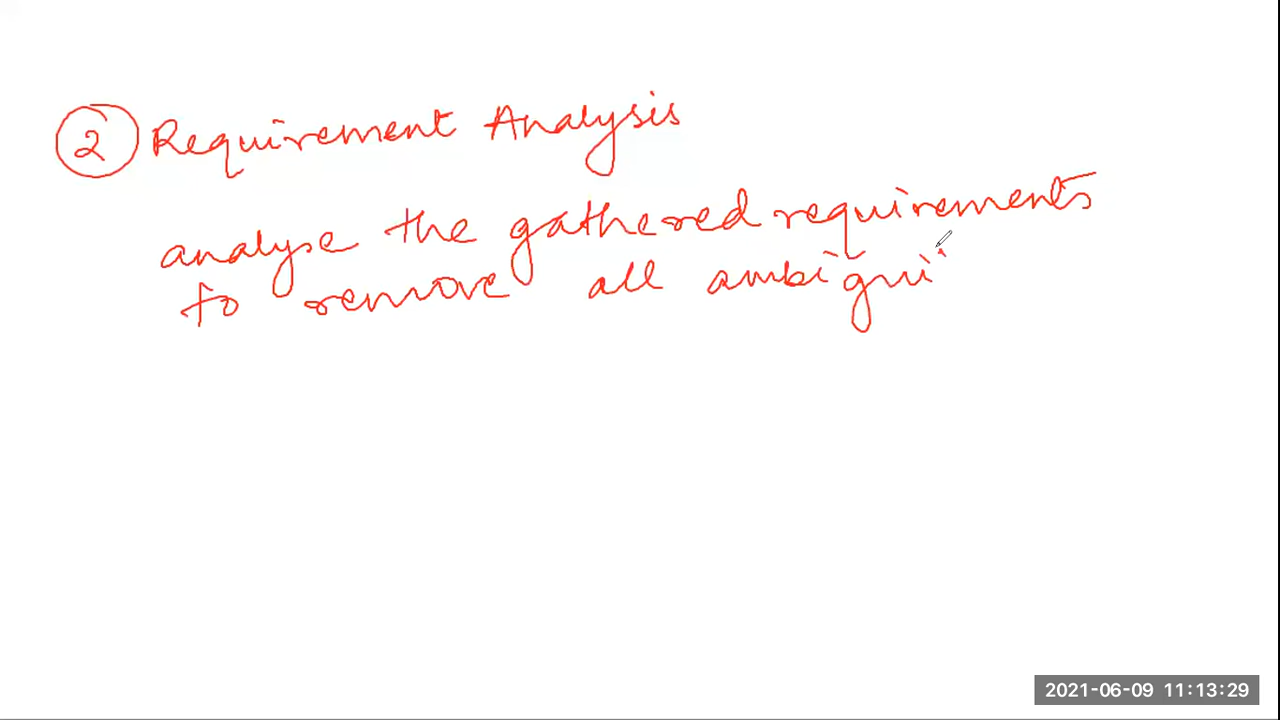 2 Requirement Analysis
analyse the gathered requirements
to remove all ambigui
2021-06-09 11:13:29